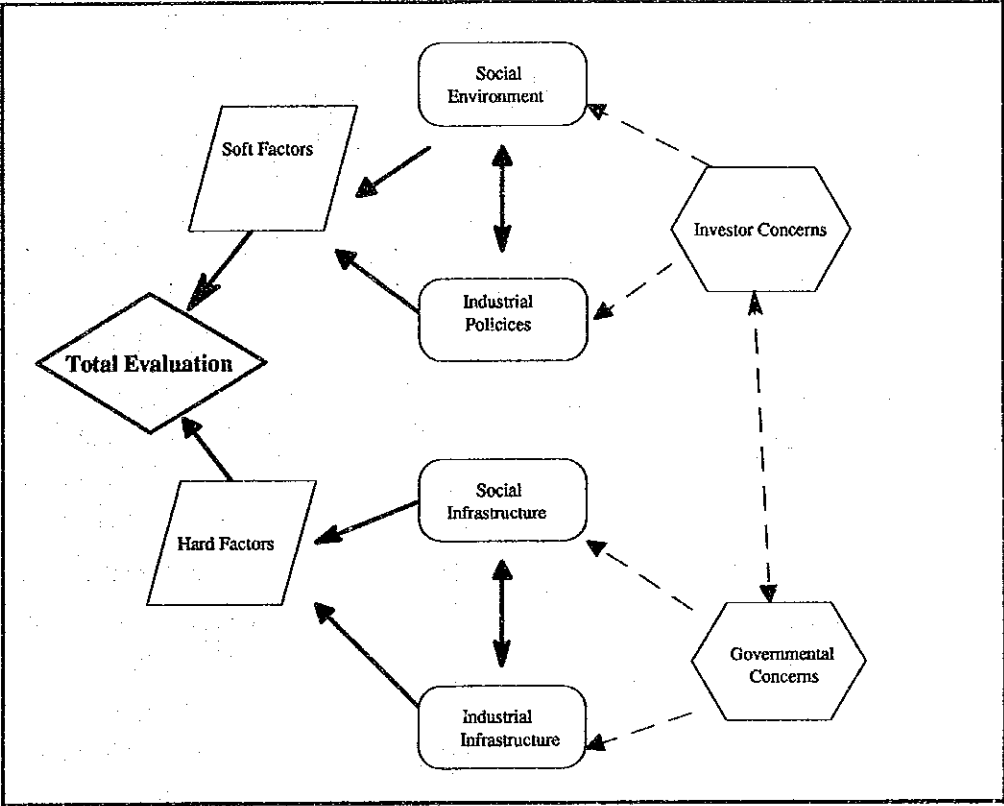 Social
Environment
Soft Factors
Investor Concerns
Industrial
Policices
Total Evaluation
Social
Infrastructure
Hard Factors
Governmental
Concerns
Industrial
Infrastructure